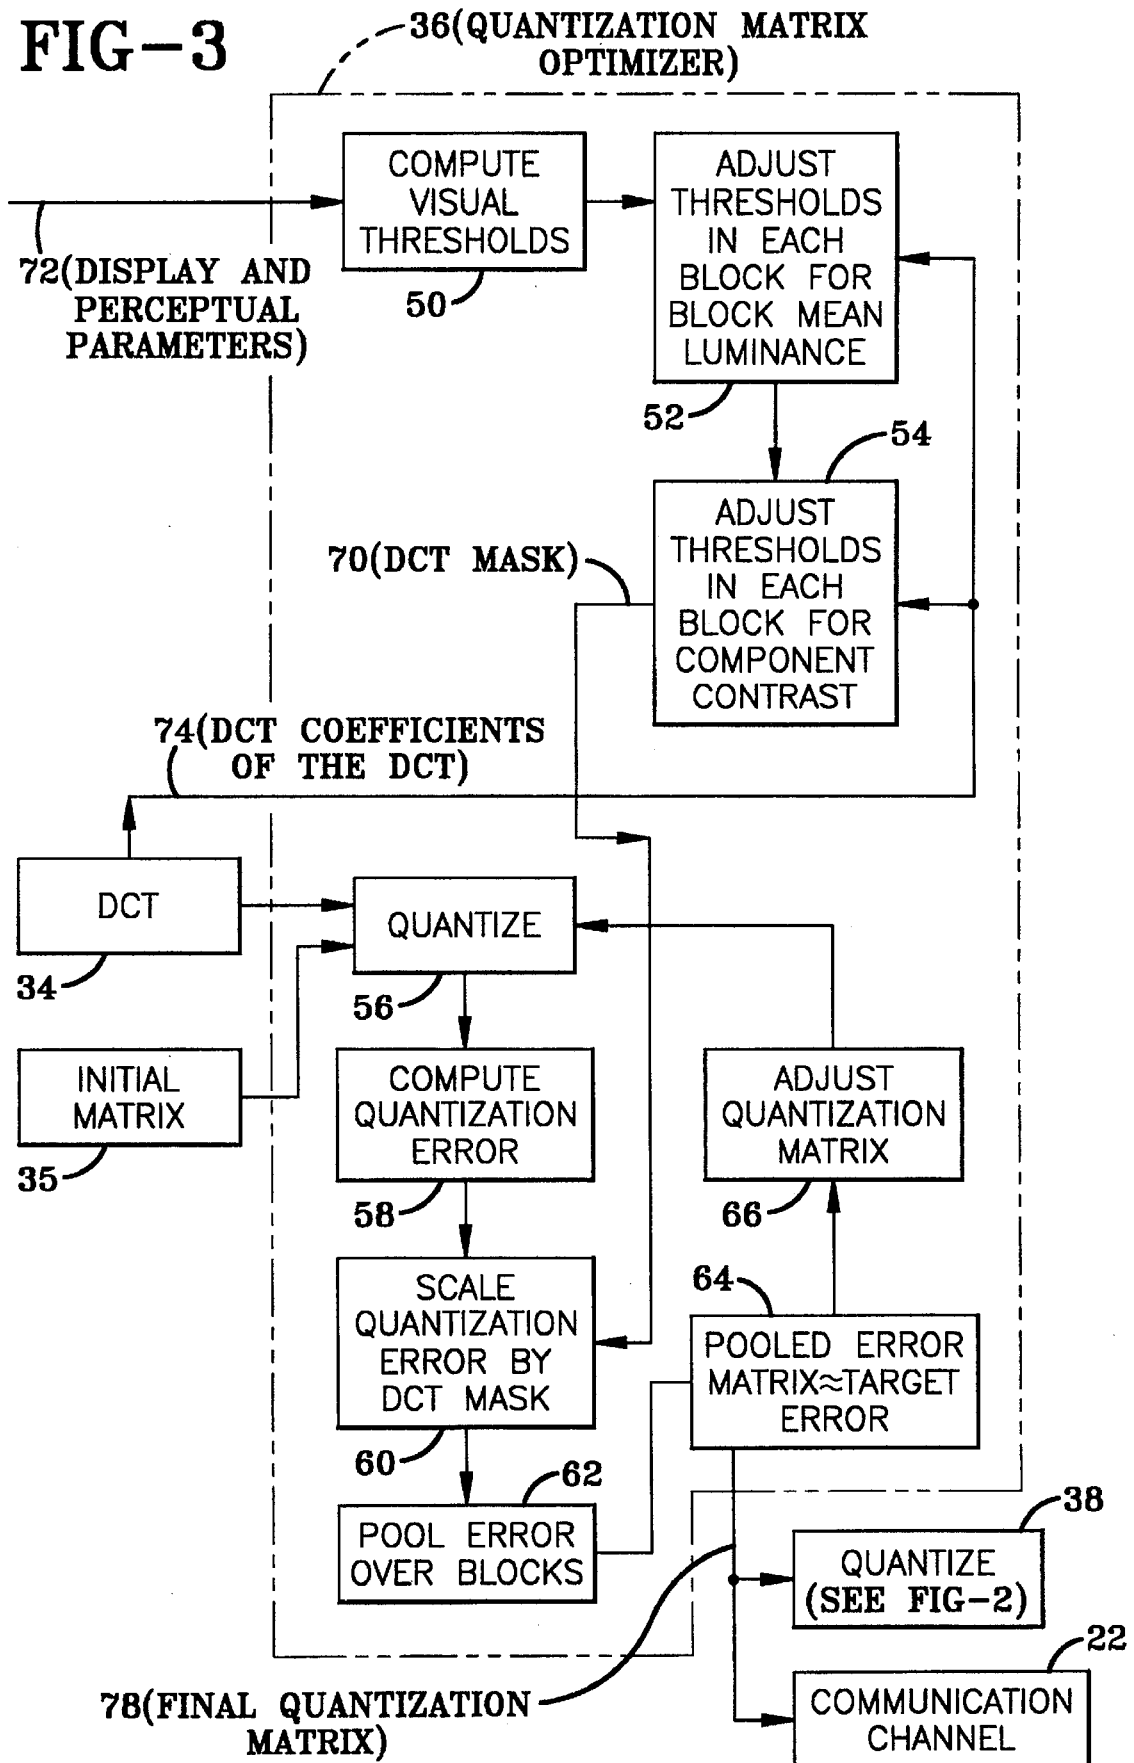 FIG-3
36(QUANTIZATION MATRIX
OPTIMIZER)
COMPUTE
VISUAL
THRESHOLDS
50
ADJUST
THRESHOLDS
IN EACH
BLOCK FOR
BLOCK MEAN
LUMINANCE
52
72(DISPLAY AND
PERCEPTUAL
PARAMETERS)
54
ADJUST
THRESHOLDS
IN EACH
BLOCK FOR
COMPONENT
CONTRAST
70(DCT MASK)
74(DCT COEFFICIENTS
OF THE DCT)
DCT
34
QUANTIZE
56
INITIAL
MATRIX
35
COMPUTE
QUANTIZATION
ERROR
58
ADJUST
QUANTIZATION
MATRIX
66
SCALE
QUANTIZATION
ERROR BY
DCT MASK
60
64
POOLED ERROR
MATRIX≈TARGET
ERROR
62
POOL ERROR
OVER BLOCKS
38
QUANTIZE
(SEE FIG-2)
22
COMMUNICATION
CHANNEL
78(FINAL QUANTIZATION
MATRIX)